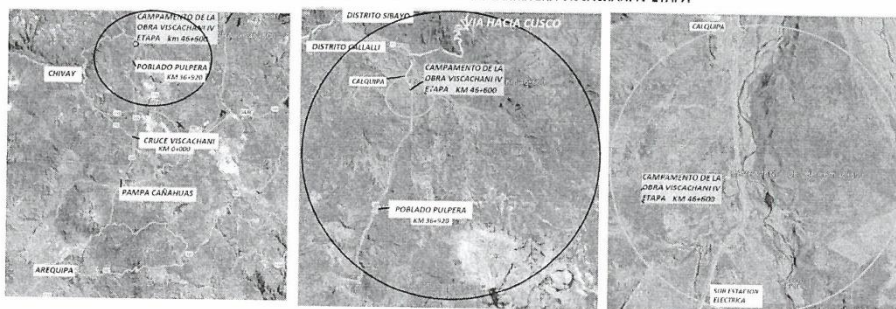 CAMPAMENTO DE LA
OBRA VISCACHANI IV
ETAPA km 46+600
POBLADO PULPERA
KM 36+920
CHIVAY
CRUCE VISCACHANI
KM 0+000
PAMPA CAÑAHUAS
AREQUIPA
DISTRITO SIBAYO
VIA HACIA CUSCO
DISTRITO CALLALLI
CALQUIPA
CAMPAMENTO DE LA
OBRA VISCACHANI IV
ETAPA KM 46+600
POBLADO PULPERA
KM 36+920
CALQUIPA
CAMPAMENTO DE LA
OBRA VISCACHANI IV
ETAPA KM 46+600
SUB ESTACION
ELECTRICA